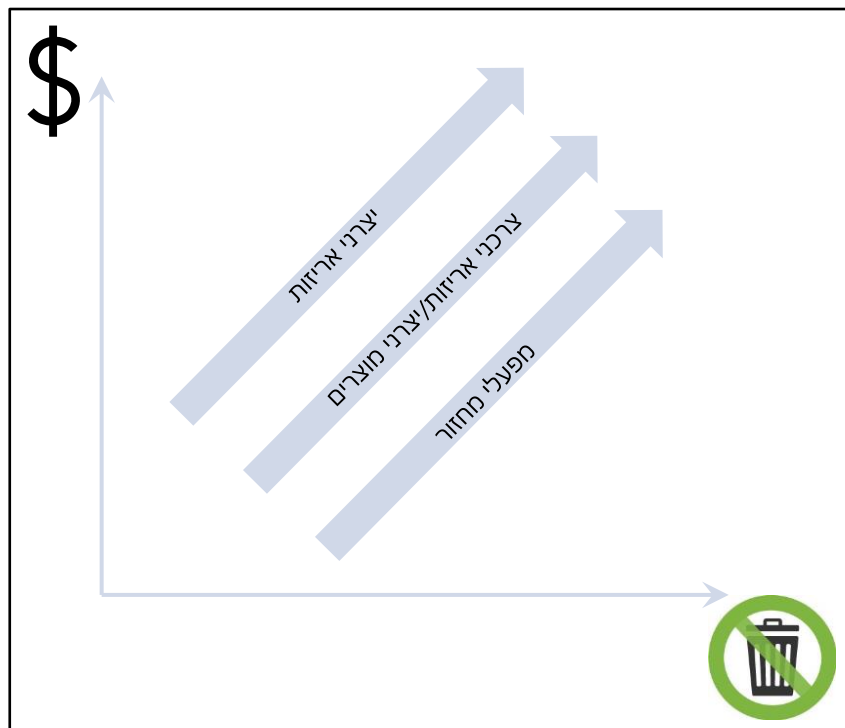 $
יצרני אריזות
צרכני אריזות/יצרני מוצרים
מפעלי מחזור